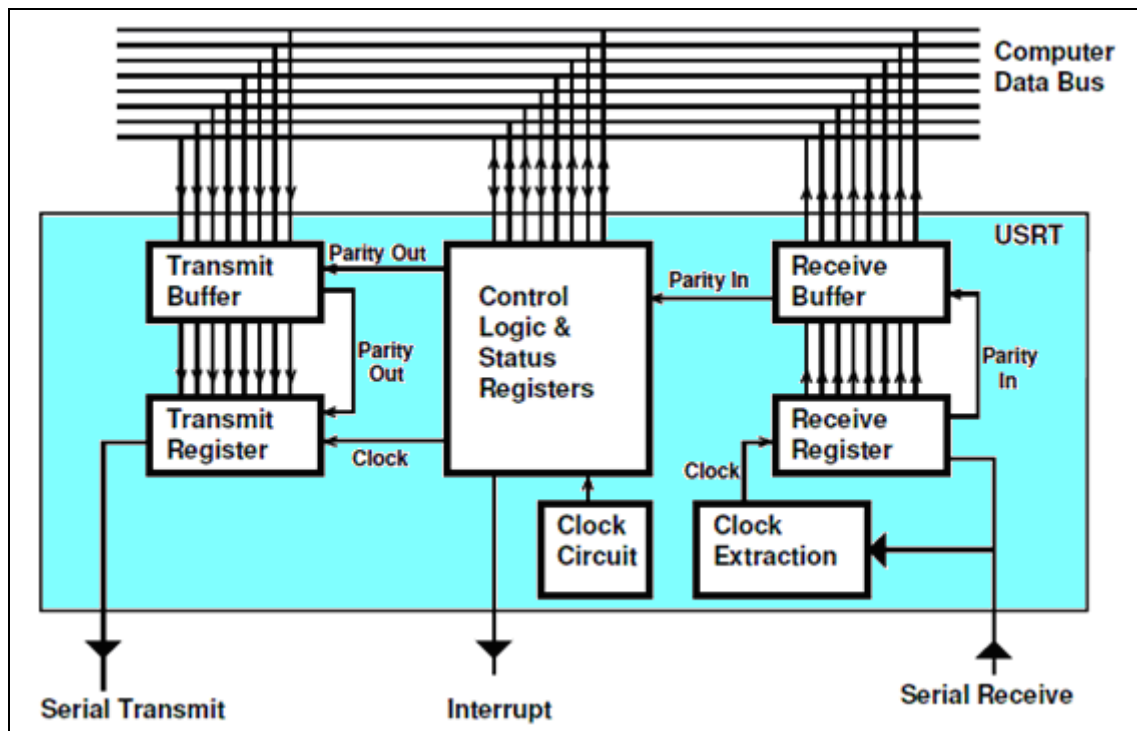 Computer
Data Bus
USRT
Transmit
Buffer
Parity Out
Control
Logic &
Status
Registers
Parity In
Receive
Buffer
Parity
Out
Parity
In
Transmit
Register
Clock
Receive
Register
Clock
Clock
Circuit
Clock
Extraction
Serial Transmit
Interrupt
Serial Receive